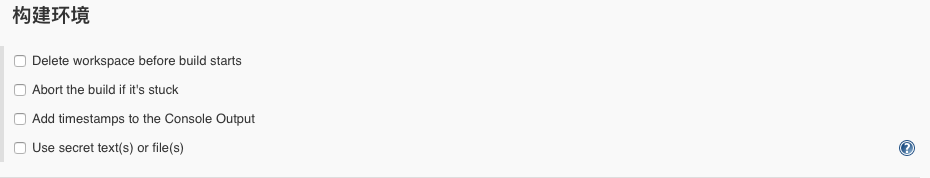 构建环境
Delete workspace before build starts
Abort the build if it's stuck
Add timestamps to the Console Output
Use secret text(s) or file(s)
?